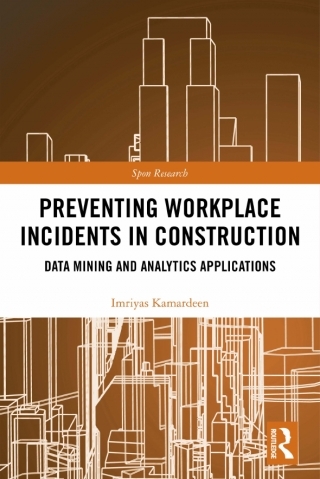 Spon Research
PREVENTING WORKPLACE
INCIDENTS IN CONSTRUCTION
DATA MINING AND ANALYTICS APPLICATIONS
Imriyas Kamardeen
ROUTLEDGE